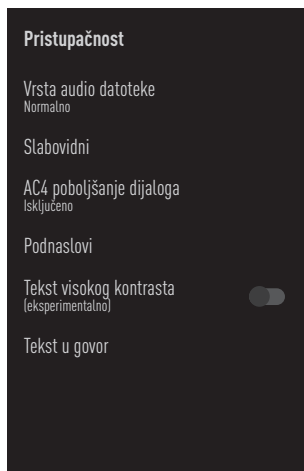 Pristupačnost
Vrsta audio datoteke
Normalno
Slabovidni
AC4 poboljšanje dijaloga
Isključeno
Podnaslovi
Tekst visokog kontrasta
(eksperimentalno)
Tekst u govor